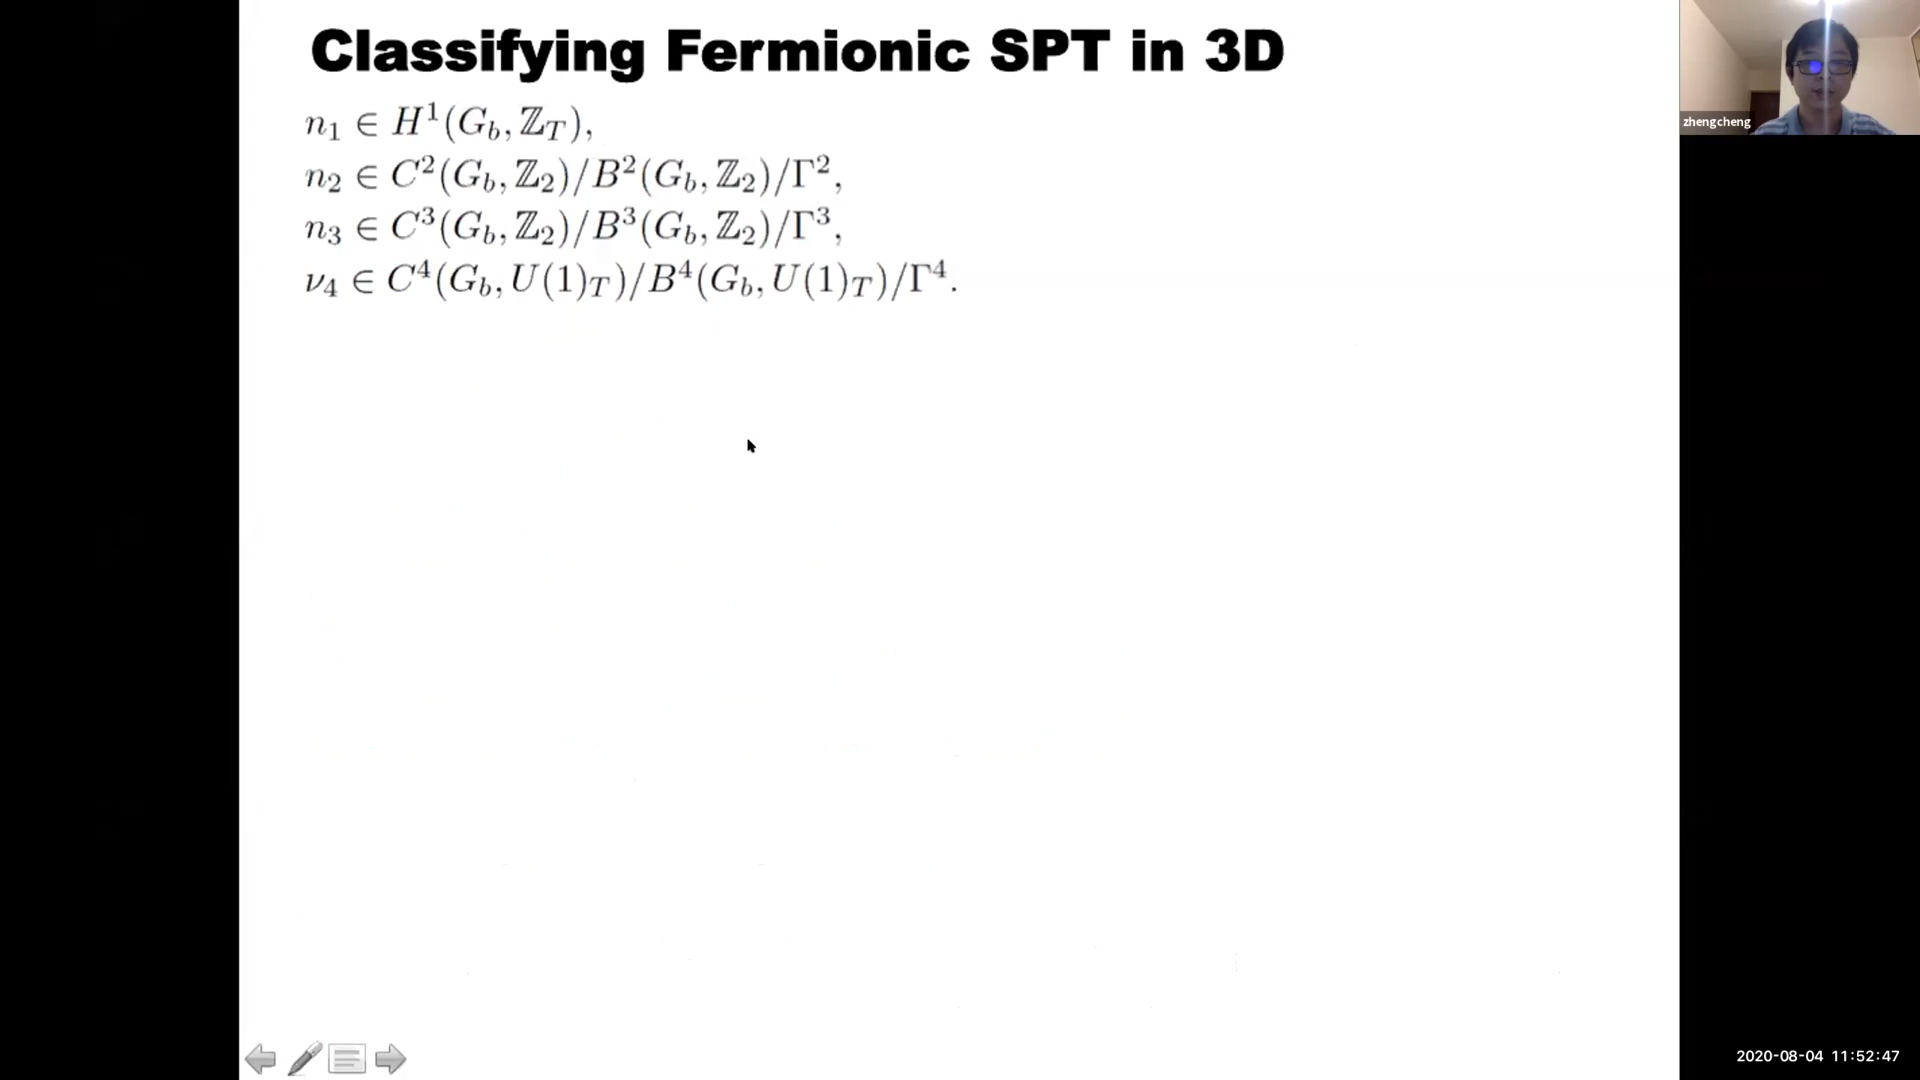 Classifying Fermionic SPT in 3D
n₁ ∈ H¹(G_b, ℤ_T),
n₂ ∈ C²(G_b, ℤ₂)/B²(G_b, ℤ₂)/Γ²,
n₃ ∈ C³(G_b, ℤ₂)/B³(G_b, ℤ₂)/Γ³,
ν₄ ∈ C⁴(G_b, U(1)_T)/B⁴(G_b, U(1)_T)/Γ⁴.
zhengcheng
2020-08-04 11:52:47